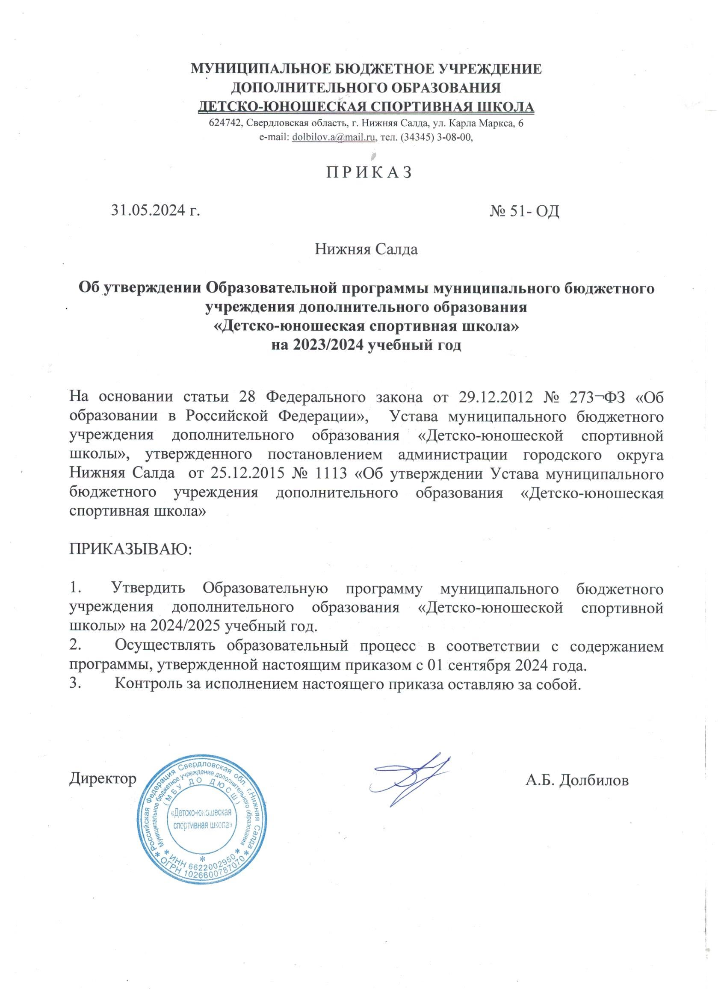 МУНИЦИПАЛЬНОЕ БЮДЖЕТНОЕ УЧРЕЖДЕНИЕ
ДОПОЛНИТЕЛЬНОГО ОБРАЗОВАНИЯ
ДЕТСКО-ЮНОШЕСКАЯ СПОРТИВНАЯ ШКОЛА
624742, Свердловская область, г. Нижняя Салда, ул. Карла Маркса, 6
e-mail: dolbilov.a@mail.ru, тел. (34345) 3-08-00,
П Р И К А З
31.05.2024 г. № 51- ОД
Нижняя Салда
Об утверждении Образовательной программы муниципального бюджетного
учреждения дополнительного образования
«Детско-юношеская спортивная школа»
на 2023/2024 учебный год
На основании статьи 28 Федерального закона от 29.12.2012 № 273¬ФЗ «Об
образовании в Российской Федерации», Устава муниципального бюджетного
учреждения дополнительного образования «Детско-юношеской спортивной
школы», утвержденного постановлением администрации городского округа
Нижняя Салда от 25.12.2015 № 1113 «Об утверждении Устава муниципального
бюджетного учреждения дополнительного образования «Детско-юношеская
спортивная школа»
ПРИКАЗЫВАЮ:
1. Утвердить Образовательную программу муниципального бюджетного
учреждения дополнительного образования «Детско-юношеской спортивной
школы» на 2024/2025 учебный год.
2. Осуществлять образовательный процесс в соответствии с содержанием
программы, утвержденной настоящим приказом с 01 сентября 2024 года.
3. Контроль за исполнением настоящего приказа оставляю за собой.
Директор А.Б. Долбилов
Российская Федерация Свердловская обл. г.Нижняя Салда
Муниципальное бюджетное учреждение дополнительного образования
(МБУ ДО ДЮСШ)
«Детско-юношеская
спортивная школа»
* ИНН 6622002950 *
* ОГРН 1026600787070 *